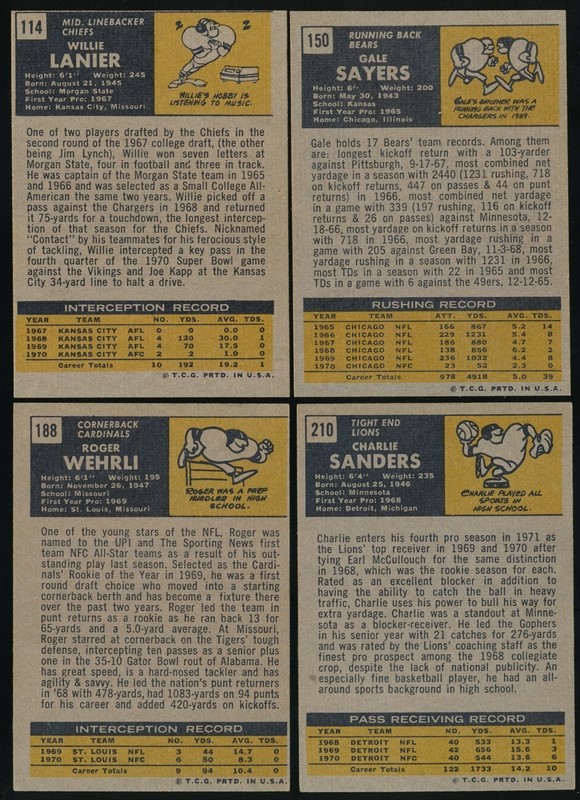 114
MID. LINEBACKER
CHIEFS
WILLIE
LANIER
Height: 6'1" Weight: 245
Born: August 21, 1945
School: Morgan State
First Year Pro: 1967
Home: Kansas City, Missouri
WILLIE'S HOBBY IS
LISTENING TO MUSIC.
One of two players drafted by the Chiefs in the
second round of the 1967 college draft, (the other
being Jim Lynch), Willie won seven letters at
Morgan State, four in football and three in track.
He was captain of the Morgan State team in 1965
and 1966 and was selected as a Small College All-
American the same two years. Willie picked off a
pass against the Chargers in 1968 and returned
it 75-yards for a touchdown, the longest intercep-
tion of that season for the Chiefs. Nicknamed
"Contact" by his teammates for his ferocious style
of tackling, Willie intercepted a key pass in the
fourth quarter of the 1970 Super Bowl game
against the Vikings and Joe Kapp at the Kansas
City 34-yard line to halt a drive.
INTERCEPTION RECORD
YEAR TEAM NO. YDS. AVG. TDS.
1967 KANSAS CITY AFL 0 0 0.0 0
1968 KANSAS CITY AFL 4 120 30.0 1
1969 KANSAS CITY AFL 4 70 17.5 0
1970 KANSAS CITY AFC 2 2 1.0 0
Career Totals 10 192 19.2 1
© T.C.G. PRTD. IN U.S.A.
150
RUNNING BACK
BEARS
GALE
SAYERS
Height: 6'- Weight: 200
Born: May 30, 1943
School: Kansas
First Year Pro: 1965
Home: Chicago, Illinois
GALE'S BROTHER WAS A
RUNNING BACK WITH THE
CHARGERS IN 1969.
Gale holds 17 Bears' team records. Among them
are: longest kickoff return with a 103-yarder
against Pittsburgh, 9-17-67, most combined net
yardage in a season with 2440 (1231 rushing, 718
on kickoff returns, 447 on passes & 44 on punt
returns) in 1966, most combined net yardage
in a game with 339 (197 rushing, 116 on kickoff
returns & 26 on passes) against Minnesota, 12-
18-66, most yardage on kickoff returns in a season
with 718 in 1966, most yardage rushing in a
game with 205 against Green Bay, 11-3-68, most
yardage rushing in a season with 1231 in 1966,
most TDs in a season with 22 in 1965 and most
TDs in a game with 6 against the 49ers, 12-12-65.
RUSHING RECORD
YEAR TEAM ATT. YDS. AVG. TDS.
1965 CHICAGO NFL 166 867 5.2 14
1966 CHICAGO NFL 229 1231 5.4 8
1967 CHICAGO NFL 186 880 4.7 7
1968 CHICAGO NFL 138 856 6.2 2
1969 CHICAGO NFL 236 1032 4.4 8
1970 CHICAGO NFC 23 52 2.3 0
Career Totals 978 4918 5.0 39
© T.C.G. PRTD. IN U.S.A.
188
CORNERBACK
CARDINALS
ROGER
WEHRLI
Height: 6'1" Weight: 195
Born: November 26, 1947
School: Missouri
First Year Pro: 1969
Home: St. Louis, Missouri
ROGER WAS A PREP
HURDLER IN HIGH
SCHOOL.
One of the young stars of the NFL, Roger was
named to the UPI and The Sporting News first
team NFC All-Star teams as a result of his out-
standing play last season. Selected as the Cardi-
nals' Rookie of the Year in 1969, he was a first
round draft choice who moved into a starting
cornerback berth and has become a fixture there
over the past two years. Roger led the team in
punt returns as a rookie as he ran back 13 for
65-yards and a 5.0-yard average. At Missouri,
Roger starred at cornerback on the Tigers' tough
defense, intercepting ten passes as a senior plus
one in the 35-10 Gator Bowl rout of Alabama. He
has great speed, is a hard-nosed tackler and has
agility & savvy. He led the nation's punt returners
in '68 with 478-yards, had 1083-yards on 94 punts
for his career and added 420-yards on kickoffs.
INTERCEPTION RECORD
YEAR TEAM NO. YDS. AVG. TDS.
1969 ST. LOUIS NFL 3 44 14.7 0
1970 ST. LOUIS NFC 6 50 8.3 0
Career Totals 9 94 10.4 0
© T.C.G. PRTD. IN U.S.A.
210
TIGHT END
LIONS
CHARLIE
SANDERS
Height: 6'4" Weight: 235
Born: August 25, 1946
School: Minnesota
First Year Pro: 1968
Home: Detroit, Michigan
CHARLIE PLAYED ALL
SPORTS IN
HIGH SCHOOL.
Charlie enters his fourth pro season in 1971 as
the Lions' top receiver in 1969 and 1970 after
tying Earl McCullouch for the same distinction
in 1968, which was the rookie season for each.
Rated as an excellent blocker in addition to
having the ability to catch the ball in heavy
traffic, Charlie uses his power to bull his way for
extra yardage. Charlie was a standout at Minne-
sota as a blocker-receiver. He led the Gophers
in his senior year with 21 catches for 276-yards
and was rated by the Lions' coaching staff as the
finest pro prospect among the 1968 collegiate
crop, despite the lack of national publicity. An
especially fine basketball player, he had an all-
around sports background in high school.
PASS RECEIVING RECORD
YEAR TEAM NO. YDS. AVG. TDS.
1968 DETROIT NFL 40 533 13.3 1
1969 DETROIT NFL 42 656 15.6 3
1970 DETROIT NFC 40 544 13.6 6
Career Totals 122 1733 14.2 10
© T.C.G. PRTD. IN U.S.A.